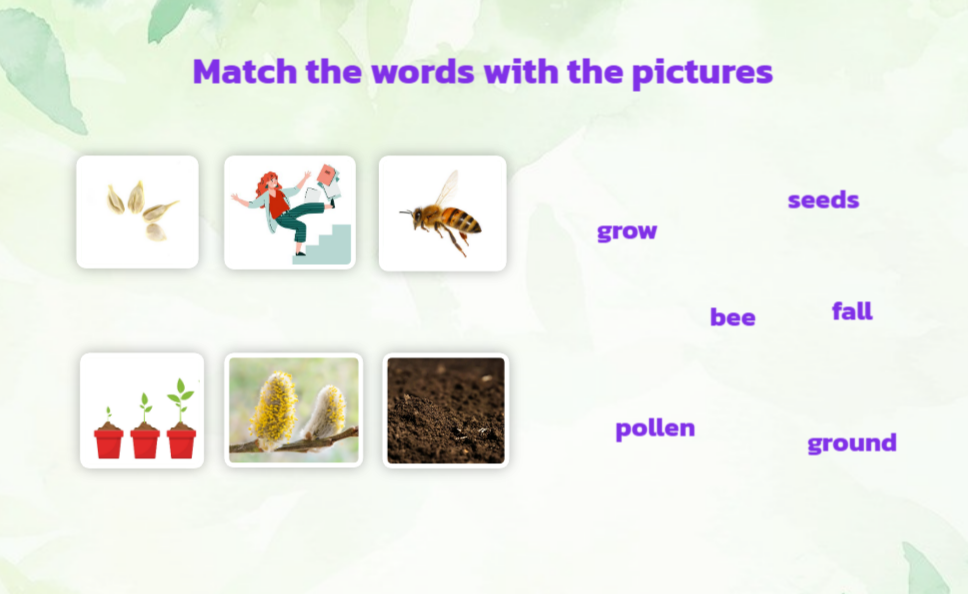 Match the words with the pictures
seeds
grow
bee
fall
pollen
ground